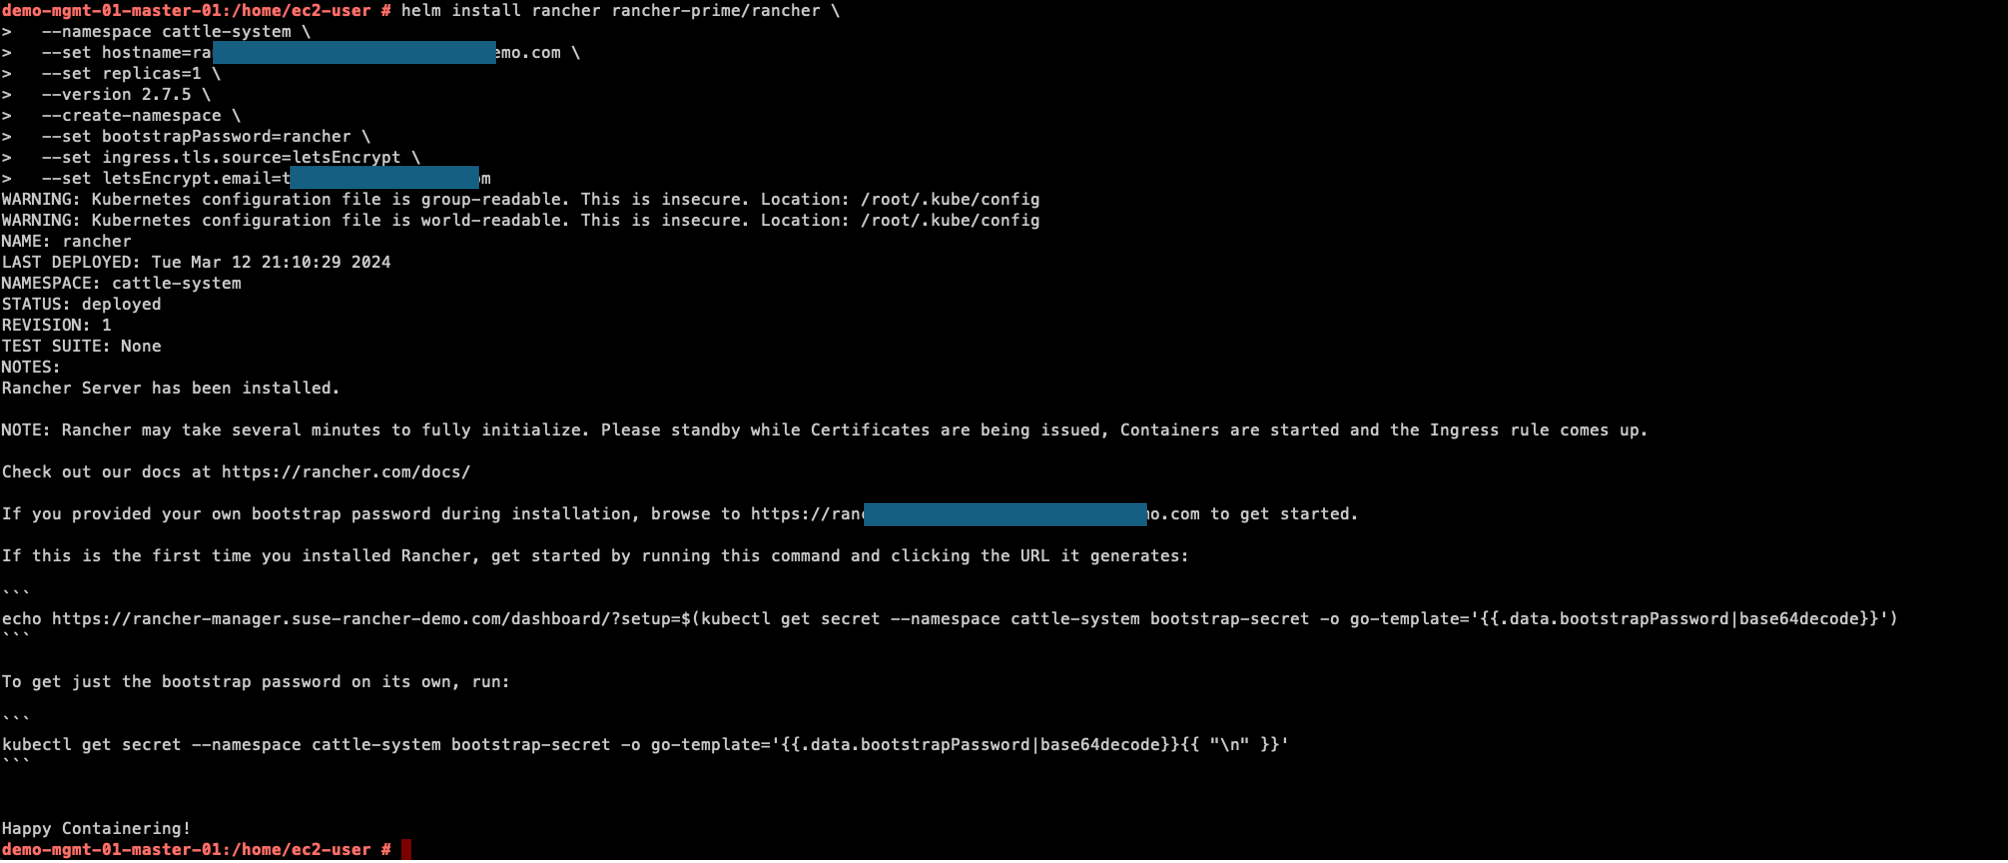 demo-mgmt-01-master-01:/home/ec2-user # helm install rancher rancher-prime/rancher \
>   --namespace cattle-system \
>   --set hostname=ra emo.com \
>   --set replicas=1 \
>   --version 2.7.5 \
>   --create-namespace \
>   --set bootstrapPassword=rancher \
>   --set ingress.tls.source=letsEncrypt \
>   --set letsEncrypt.email=t m
WARNING: Kubernetes configuration file is group-readable. This is insecure. Location: /root/.kube/config
WARNING: Kubernetes configuration file is world-readable. This is insecure. Location: /root/.kube/config
NAME: rancher
LAST DEPLOYED: Tue Mar 12 21:10:29 2024
NAMESPACE: cattle-system
STATUS: deployed
REVISION: 1
TEST SUITE: None
NOTES:
Rancher Server has been installed.

NOTE: Rancher may take several minutes to fully initialize. Please standby while Certificates are being issued, Containers are started and the Ingress rule comes up.

Check out our docs at https://rancher.com/docs/

If you provided your own bootstrap password during installation, browse to https://ran o.com to get started.

If this is the first time you installed Rancher, get started by running this command and clicking the URL it generates:

```
echo https://rancher-manager.suse-rancher-demo.com/dashboard/?setup=$(kubectl get secret --namespace cattle-system bootstrap-secret -o go-template='{{.data.bootstrapPassword|base64decode}}')
```

To get just the bootstrap password on its own, run:

```
kubectl get secret --namespace cattle-system bootstrap-secret -o go-template='{{.data.bootstrapPassword|base64decode}}{{ "\n" }}'
```

Happy Containering!
demo-mgmt-01-master-01:/home/ec2-user #